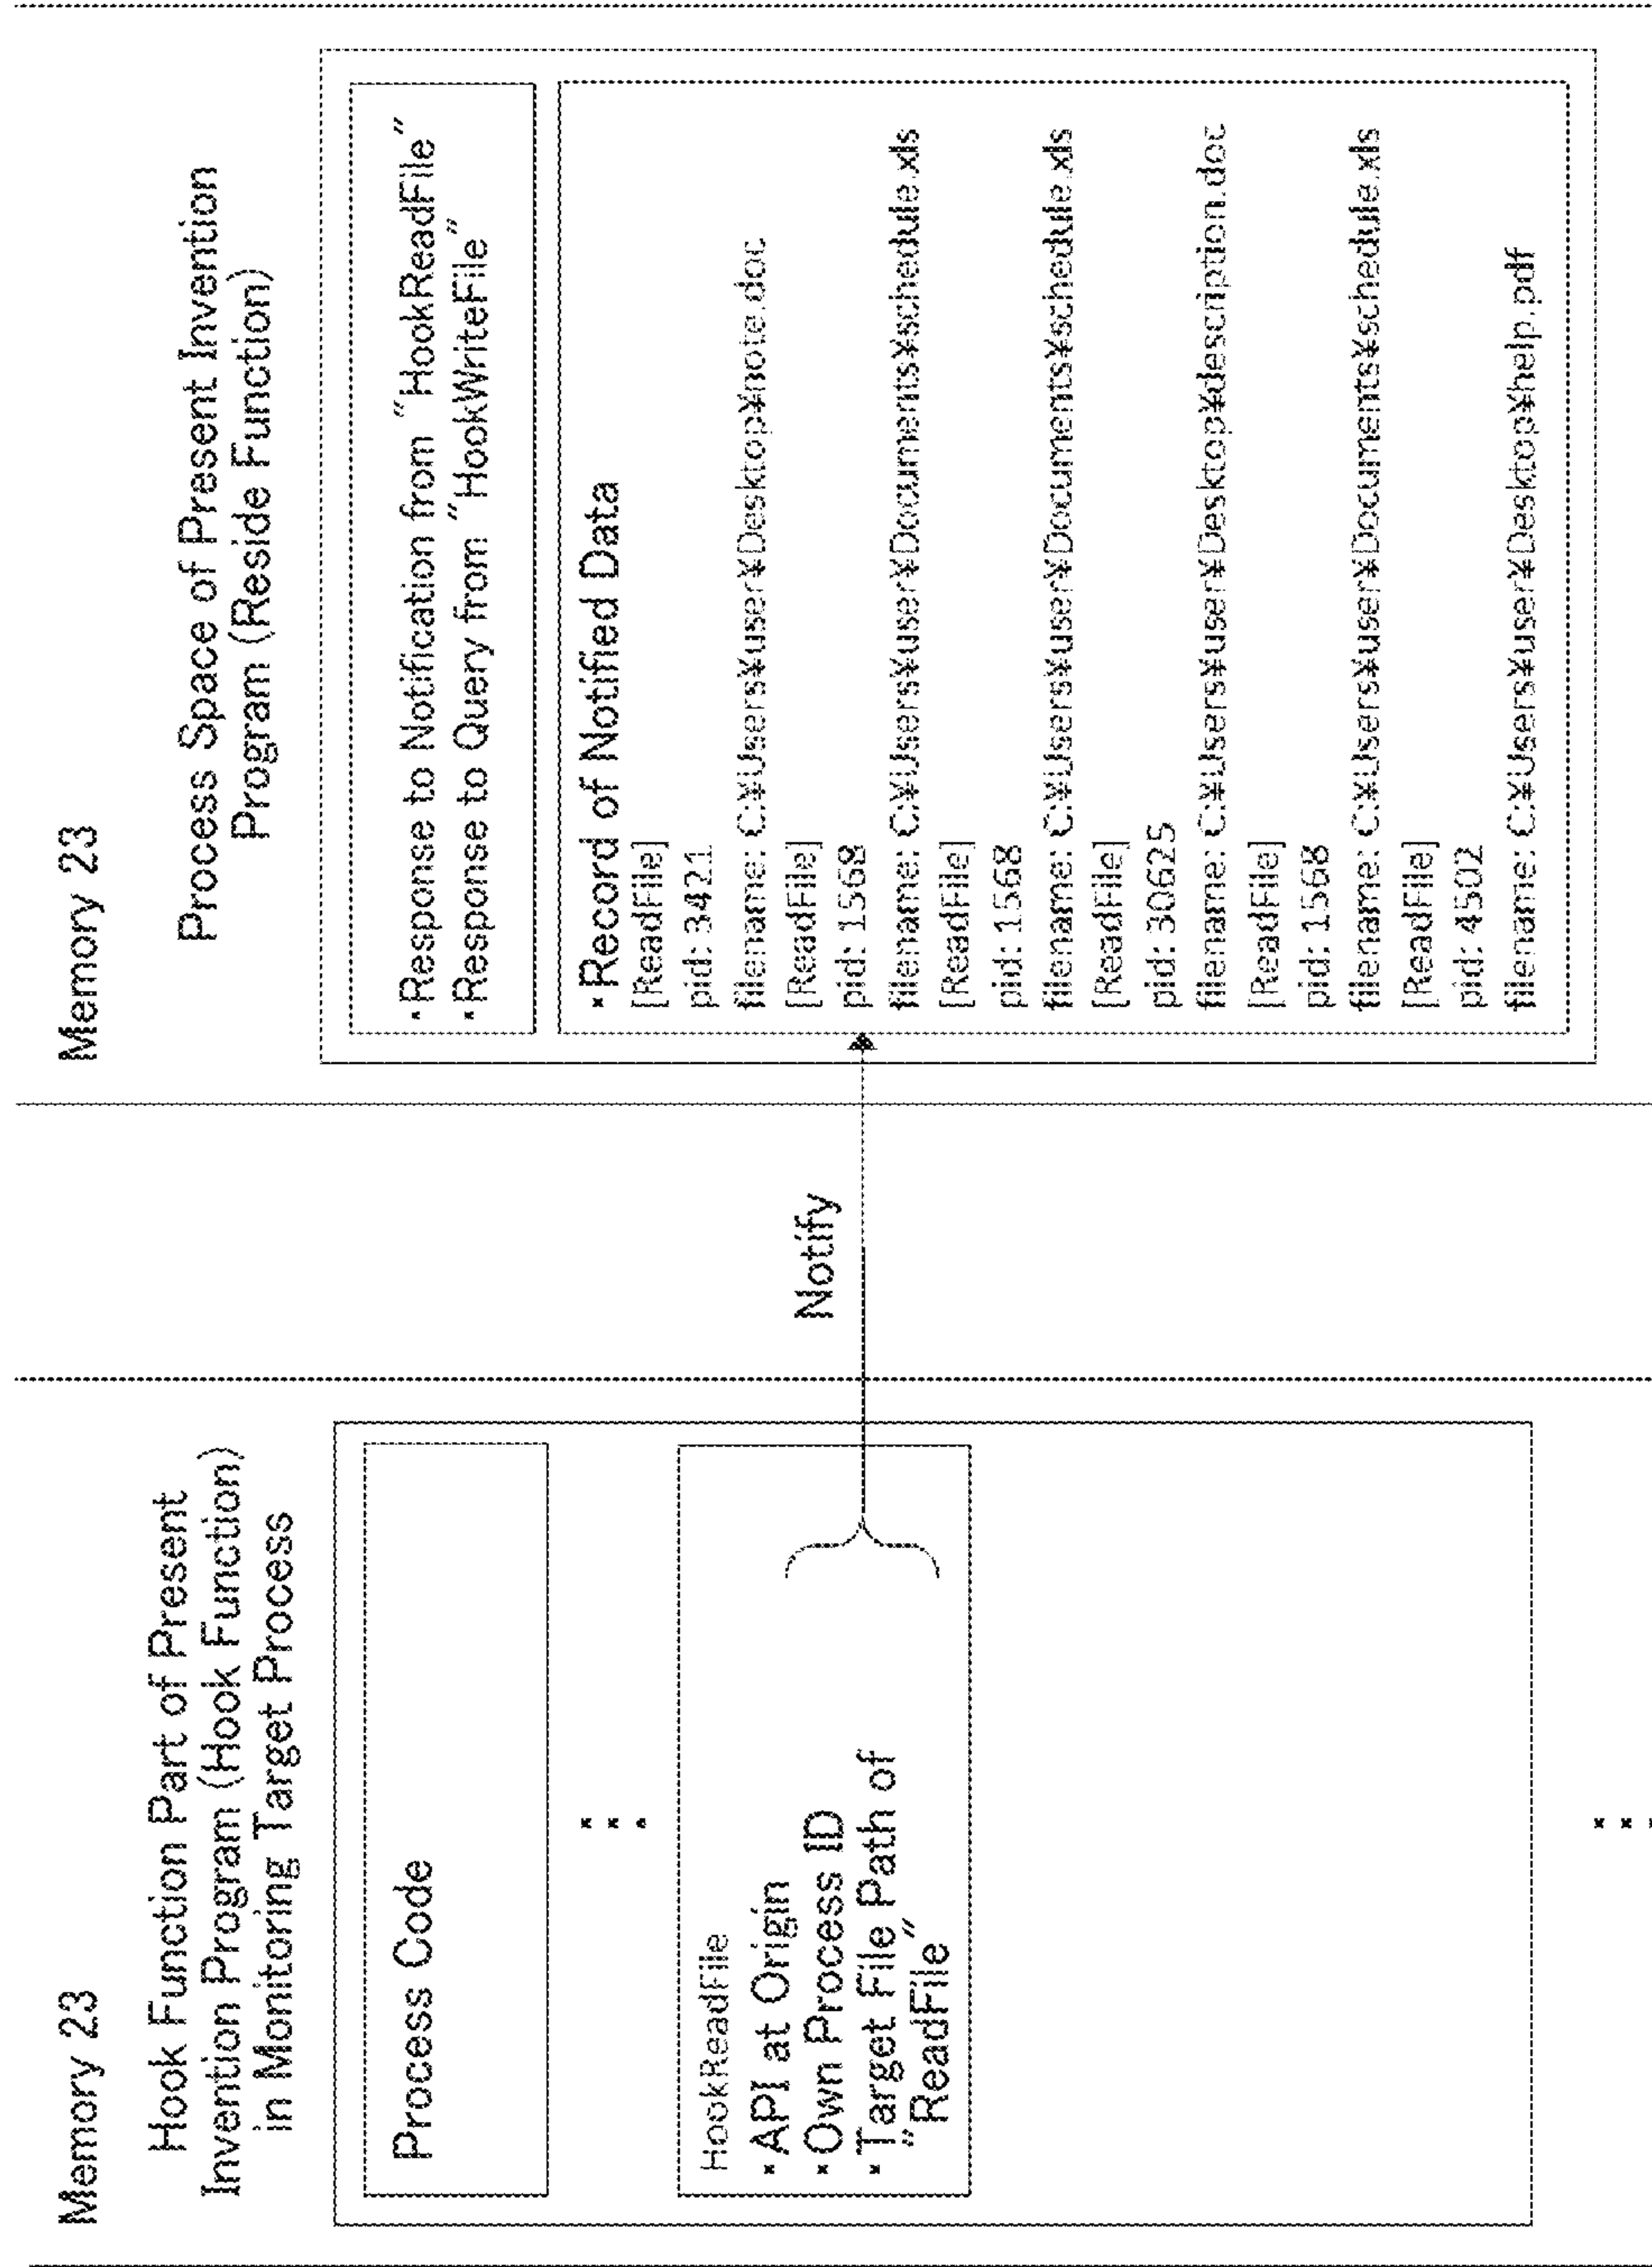 Memory 23
Hook Function Part of Present
Invention Program (Hook Function)
in Monitoring Target Process
Process Code
HookReadFile
・API at Origin
・Own Process ID
・Target File Path of
"ReadFile"
Notify
Memory 23
Process Space of Present Invention
Program (Reside Function)
・Response to Notification from "HookReadFile"
・Response to Query from "HookWriteFile"
・Record of Notified Data
[ReadFile]
pid: 3421
filename: C:¥Users¥user¥Desktop¥note.doc
[ReadFile]
pid: 1568
filename: C:¥Users¥user¥Documents¥schedule.xls
[ReadFile]
pid: 1568
filename: C:¥Users¥user¥Documents¥schedule.xls
[ReadFile]
pid: 30625
filename: C:¥Users¥user¥Desktop¥description.doc
[ReadFile]
pid: 1568
filename: C:¥Users¥user¥Documents¥schedule.xls
[ReadFile]
pid: 4502
filename: C:¥Users¥user¥Desktop¥help.pdf